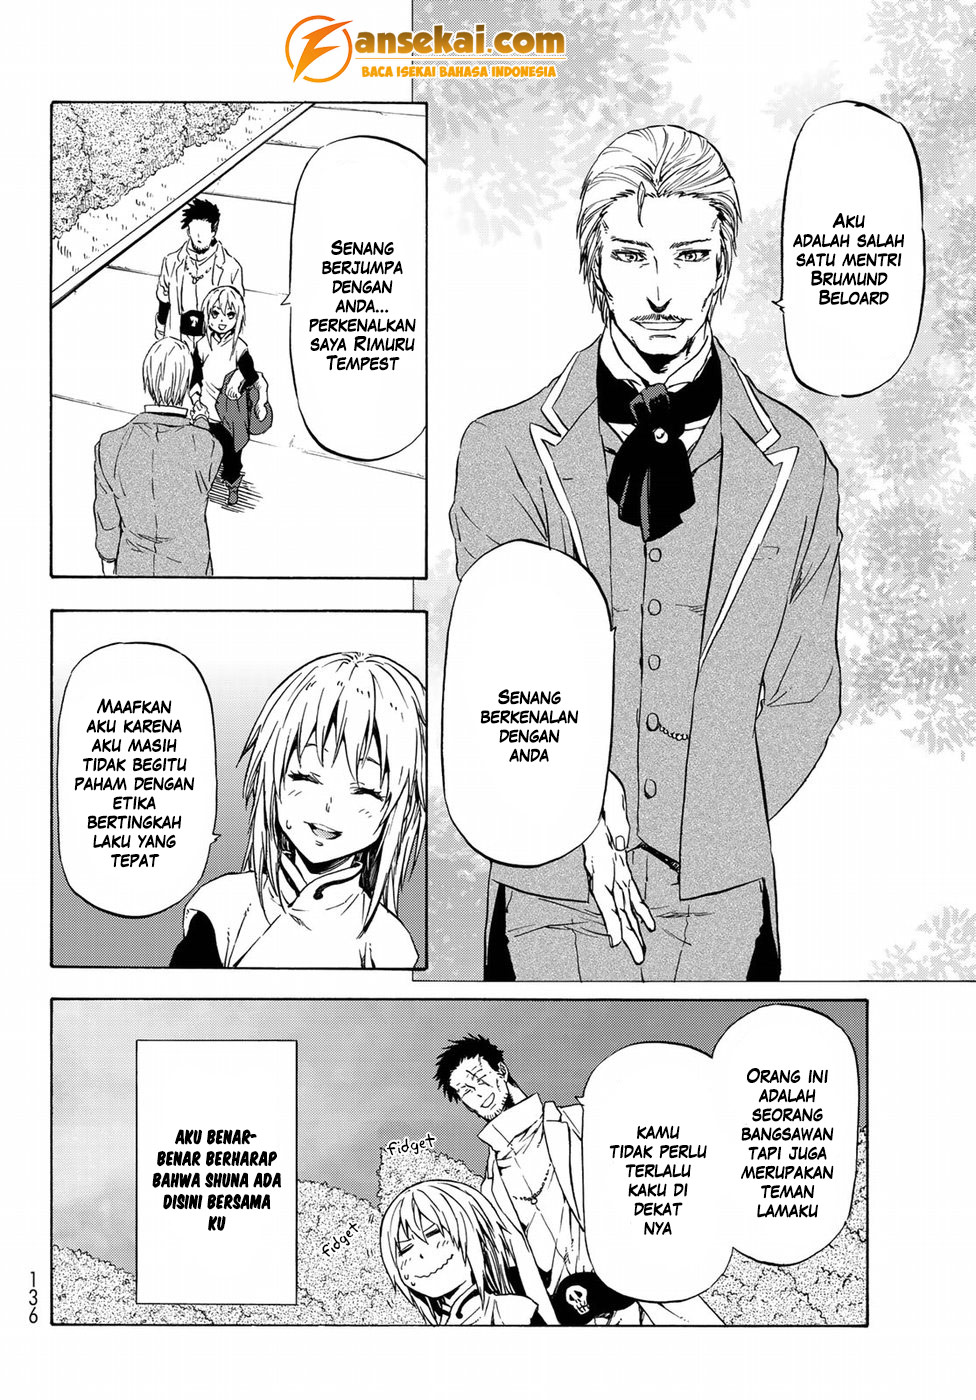 ansekai.com
BACA ISEKAI BAHASA INDONESIA
AKU
ADALAH SALAH
SATU MENTRI
BRUMUND
BELOARD
SENANG
BERKENALAN
DENGAN
ANDA
SENANG
BERJUMPA
DENGAN
ANDA...
PERKENALKAN
SAYA RIMURU
TEMPEST
MAAFKAN
AKU KARENA
AKU MASIH
TIDAK BEGITU
PAHAM DENGAN
ETIKA
BERTINGKAH
LAKU YANG
TEPAT
ORANG INI
ADALAH
SEORANG
BANGSAWAN
TAPI JUGA
MERUPAKAN
TEMAN
LAMAKU
KAMU
TIDAK PERLU
TERLALU
KAKU DI
DEKAT
NYA
fidget
fidget
AKU BENAR-
BENAR BERHARAP
BAHWA SHUNA ADA
DISINI BERSAMA
KU
136